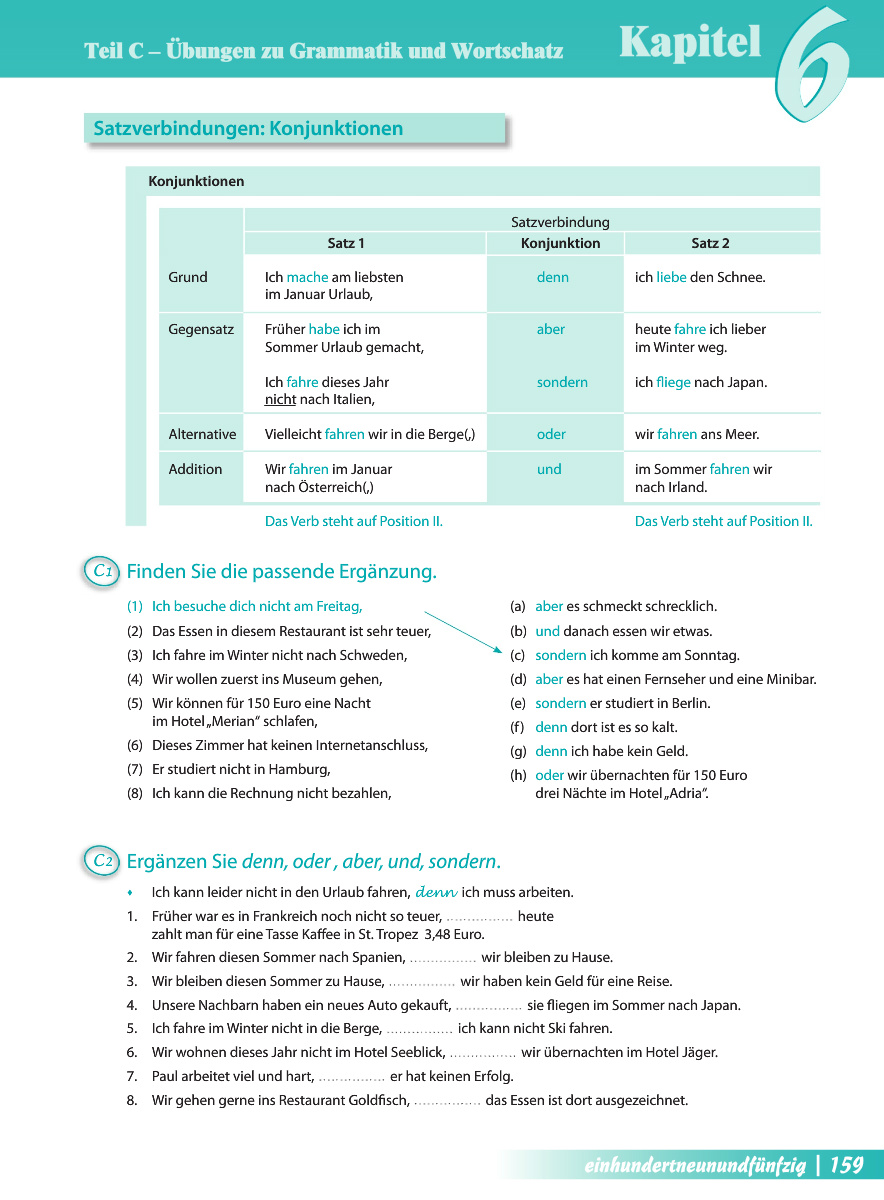 Teil C – Übungen zu Grammatik und Wortschatz
Kapitel 6
Satzverbindungen: Konjunktionen
Konjunktionen
Satzverbindung
Satz 1 Konjunktion Satz 2
Grund Ich mache am liebsten denn ich liebe den Schnee.
im Januar Urlaub,
Gegensatz Früher habe ich im aber heute fahre ich lieber
Sommer Urlaub gemacht, im Winter weg.
Ich fahre dieses Jahr sondern ich fliege nach Japan.
nicht nach Italien,
Alternative Vielleicht fahren wir in die Berge(,) oder wir fahren ans Meer.
Addition Wir fahren im Januar und im Sommer fahren wir
nach Österreich(,) nach Irland.
Das Verb steht auf Position II. Das Verb steht auf Position II.
C1 Finden Sie die passende Ergänzung.
(1) Ich besuche dich nicht am Freitag,
(2) Das Essen in diesem Restaurant ist sehr teuer,
(3) Ich fahre im Winter nicht nach Schweden,
(4) Wir wollen zuerst ins Museum gehen,
(5) Wir können für 150 Euro eine Nacht
im Hotel „Merian“ schlafen,
(6) Dieses Zimmer hat keinen Internetanschluss,
(7) Er studiert nicht in Hamburg,
(8) Ich kann die Rechnung nicht bezahlen,
(a) aber es schmeckt schrecklich.
(b) und danach essen wir etwas.
(c) sondern ich komme am Sonntag.
(d) aber es hat einen Fernseher und eine Minibar.
(e) sondern er studiert in Berlin.
(f) denn dort ist es so kalt.
(g) denn ich habe kein Geld.
(h) oder wir übernachten für 150 Euro
drei Nächte im Hotel „Adria“.
C2 Ergänzen Sie denn, oder , aber, und, sondern.
♦ Ich kann leider nicht in den Urlaub fahren, denn ich muss arbeiten.
1. Früher war es in Frankreich noch nicht so teuer, ................ heute
zahlt man für eine Tasse Kaffee in St. Tropez 3,48 Euro.
2. Wir fahren diesen Sommer nach Spanien, ................ wir bleiben zu Hause.
3. Wir bleiben diesen Sommer zu Hause, ................ wir haben kein Geld für eine Reise.
4. Unsere Nachbarn haben ein neues Auto gekauft, ................ sie fliegen im Sommer nach Japan.
5. Ich fahre im Winter nicht in die Berge, ................ ich kann nicht Ski fahren.
6. Wir wohnen dieses Jahr nicht im Hotel Seeblick, ................ wir übernachten im Hotel Jäger.
7. Paul arbeitet viel und hart, ................ er hat keinen Erfolg.
8. Wir gehen gerne ins Restaurant Goldfisch, ................ das Essen ist dort ausgezeichnet.
einhundertneunundfünfzig | 159